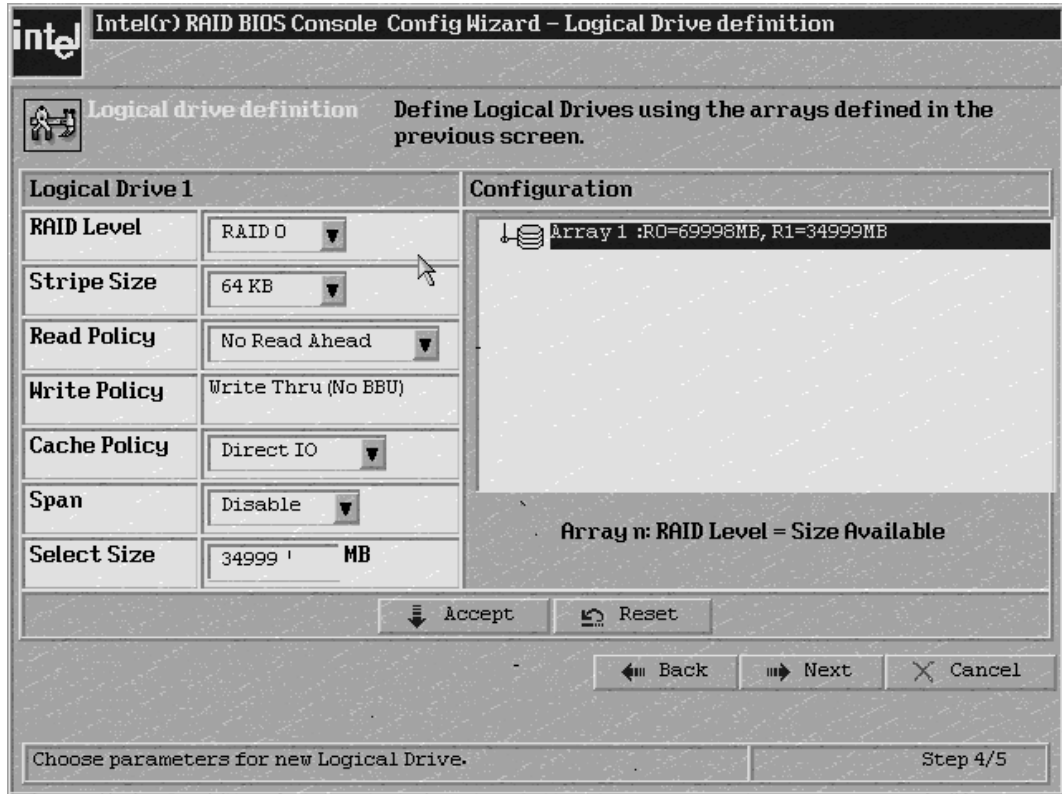 intel
Intel(r) RAID BIOS Console Config Wizard - Logical Drive definition
Logical drive definition
Define Logical Drives using the arrays defined in the
previous screen.
Logical Drive 1
RAID Level
RAID 0
Stripe Size
64 KB
Read Policy
No Read Ahead
Write Policy
Write Thru (No BBU)
Cache Policy
Direct IO
Span
Disable
Select Size
34999 MB
Configuration
Array 1 :R0=69998MB, R1=34999MB
Array n: RAID Level = Size Available
Accept
Reset
Back
Next
Cancel
Choose parameters for new Logical Drive.
Step 4/5